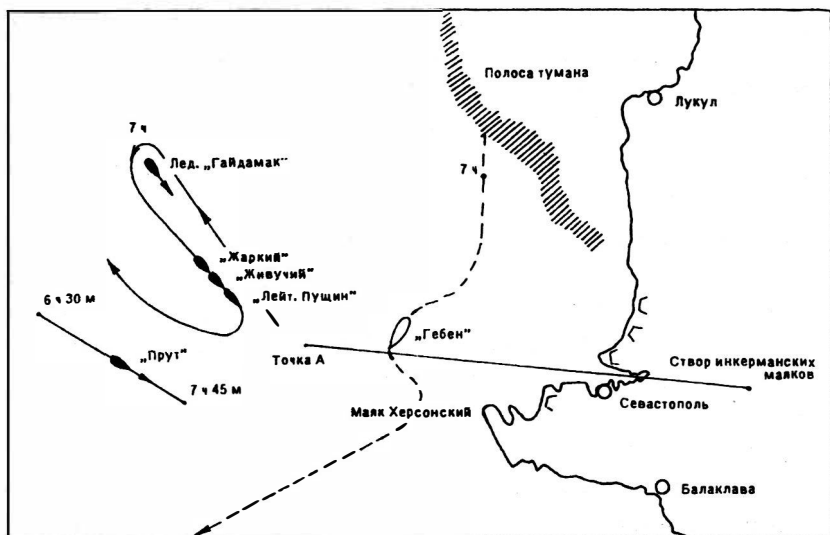 Полоса тумана
Лукул
7 ч
Лед. „Гайдамак"
7 ч
„Жаркий"
„Живучий"
„Лейт. Пущин"
6 ч 30 м
„Прут"
7 ч 45 м
Точка А
„Гебен"
Створ инкерманских
маяков
Маяк Херсонский
Севастополь
Балаклава